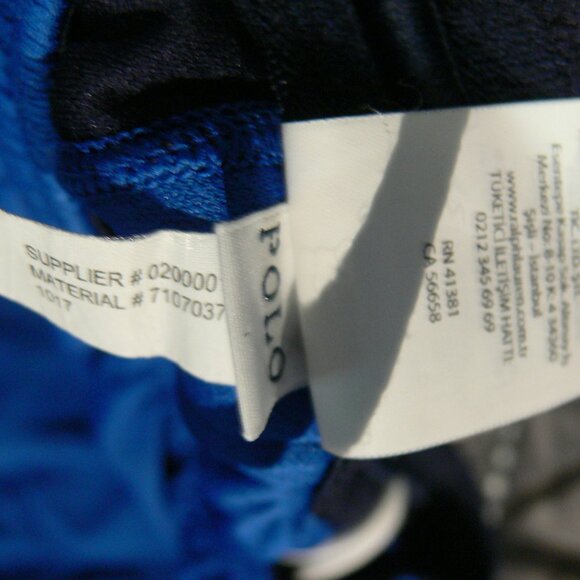 SUPPLIER # 020000
MATERIAL # 7107037
1017
POLO
Merkezi No: 8-10 K: 4 34360
Şişli - İstanbul
www.ralphlauren.com.tr
TÜKETİCİ İLETİŞİM HATTI:
0212 345 69 69
RN 41381
CA 56658